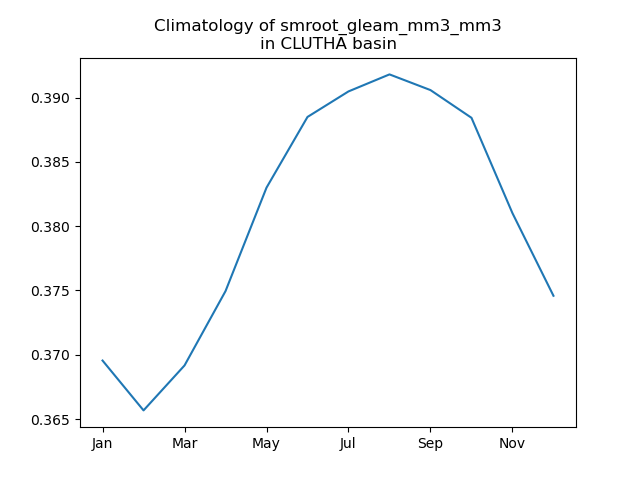 Climatology of smroot_gleam_mm3_mm3
in CLUTHA basin
0.390
0.385
0.380
0.375
0.370
0.365
Jan
Mar
May
Jul
Sep
Nov